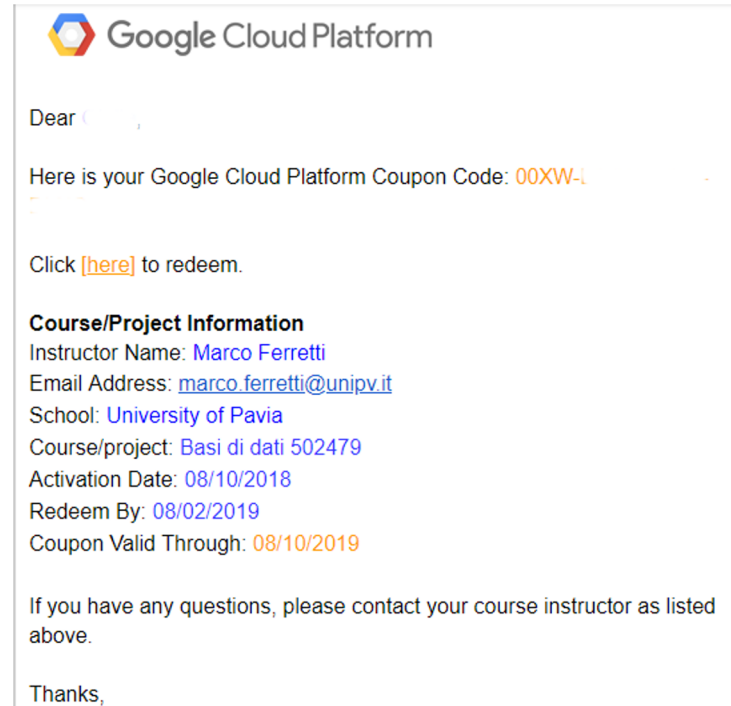 Google Cloud Platform
Dear ,
Here is your Google Cloud Platform Coupon Code: 00XW-
Click [here] to redeem.
Course/Project Information
Instructor Name: Marco Ferretti
Email Address: marco.ferretti@unipv.it
School: University of Pavia
Course/project: Basi di dati 502479
Activation Date: 08/10/2018
Redeem By: 08/02/2019
Coupon Valid Through: 08/10/2019
If you have any questions, please contact your course instructor as listed
above.
Thanks,